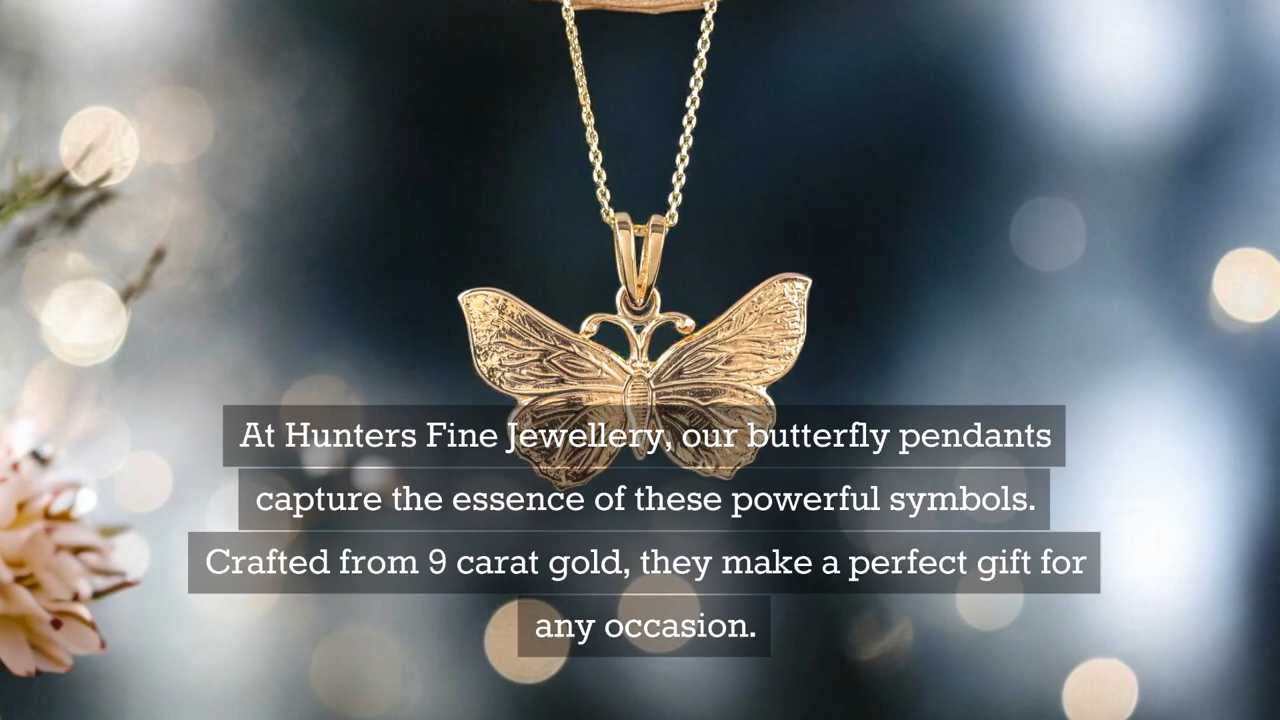 At Hunters Fine Jewellery, our butterfly pendants
capture the essence of these powerful symbols.
Crafted from 9 carat gold, they make a perfect gift for
any occasion.